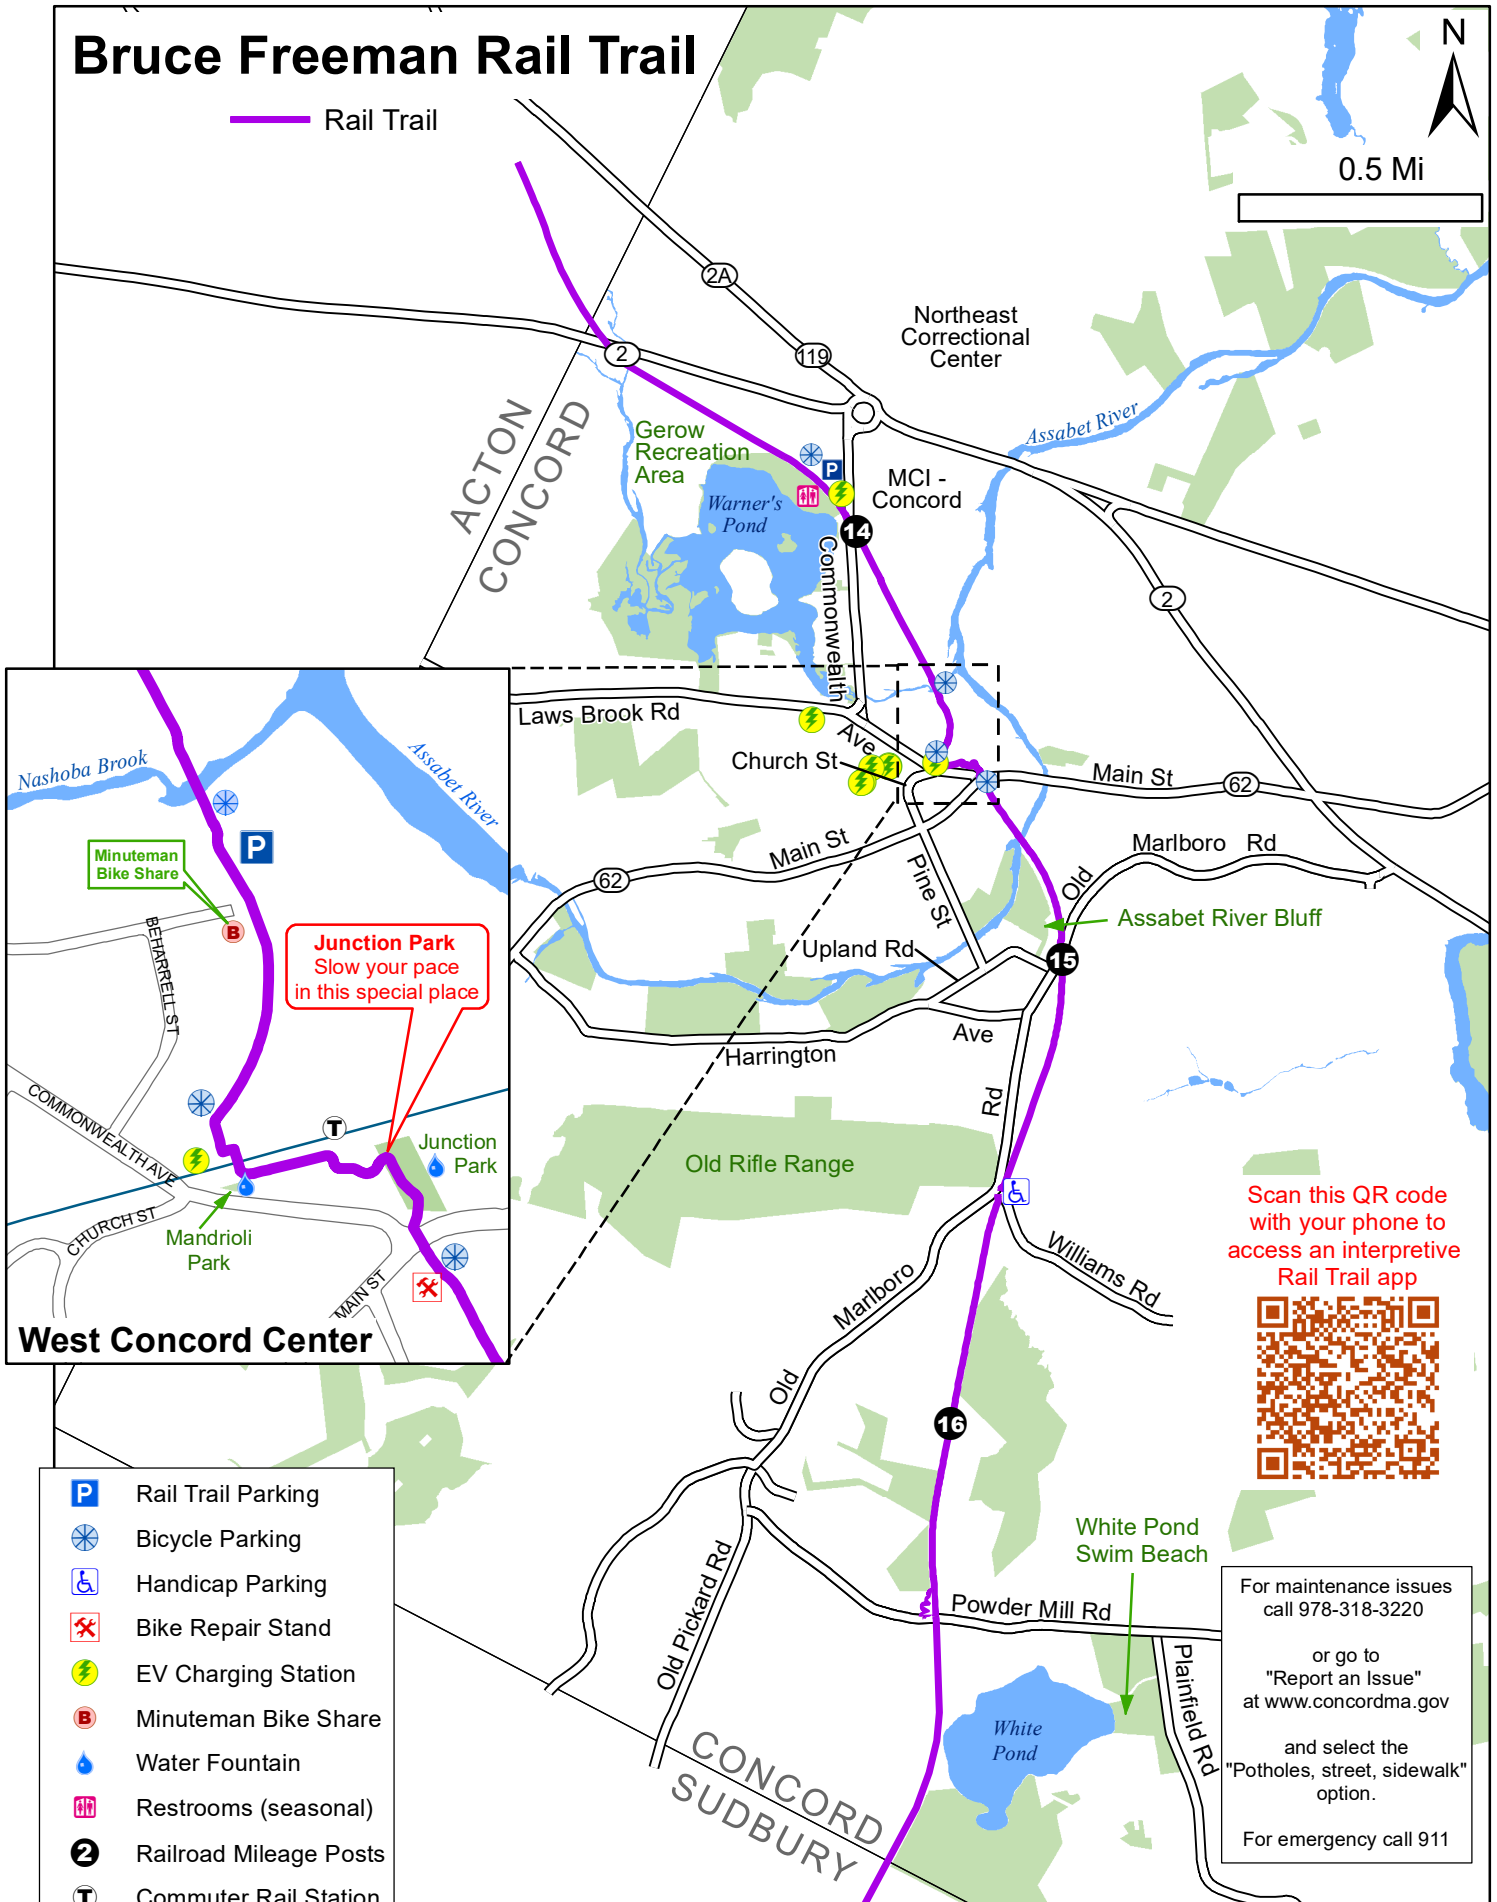 Bruce Freeman Rail Trail
Rail Trail
N
0.5 Mi
2A
119
2
Northeast
Correctional
Center
Assabet River
ACTON
CONCORD
Gerow
Recreation
Area
P
MCI -
Concord
Warner's
Pond
14
Commonwealth
Ave
2
Laws Brook Rd
Church St
Main St
62
Main St
62
Pine St
Old
Marlboro Rd
Assabet River Bluff
Upland Rd
15
Harrington
Ave
Rd
Old Rifle Range
Williams Rd
Marlboro
Old
16
Old Pickard Rd
Powder Mill Rd
White Pond
Swim Beach
Plainfield Rd
White
Pond
CONCORD
SUDBURY
Nashoba Brook
Assabet River
P
Minuteman
Bike Share
B
BEHARRELL ST
Junction Park
Slow your pace
in this special place
COMMONWEALTH AVE
T
Junction
Park
CHURCH ST
Mandrioli
Park
MAIN ST
West Concord Center
Scan this QR code
with your phone to
access an interpretive
Rail Trail app
For maintenance issues
call 978-318-3220
or go to
"Report an Issue"
at www.concordma.gov
and select the
"Potholes, street, sidewalk"
option.
For emergency call 911
P Rail Trail Parking
Bicycle Parking
Handicap Parking
Bike Repair Stand
EV Charging Station
B Minuteman Bike Share
Water Fountain
Restrooms (seasonal)
2 Railroad Mileage Posts
T Commuter Rail Station